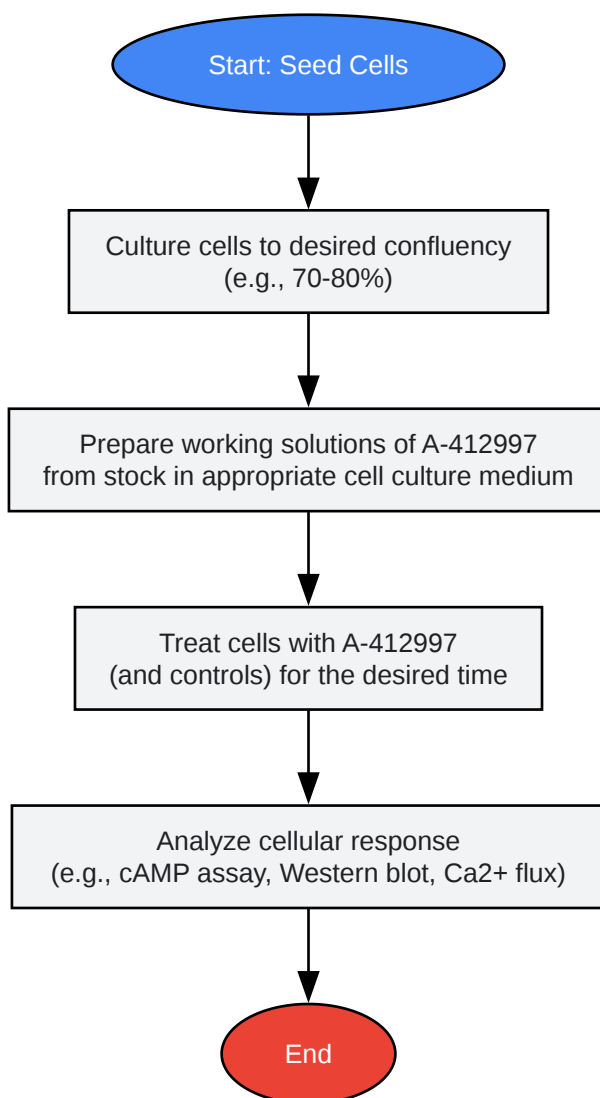 Start: Seed Cells
Culture cells to desired confluency
(e.g., 70-80%)
Prepare working solutions of A-412997
from stock in appropriate cell culture medium
Treat cells with A-412997
(and controls) for the desired time
Analyze cellular response
(e.g., cAMP assay, Western blot, Ca2+ flux)
End